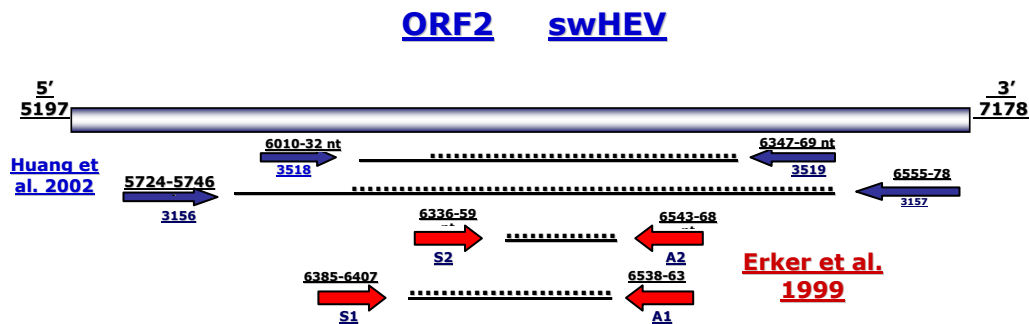 ORF2 swHEV
5’ 3’
5197 7178
6010-32 nt 6347-69 nt
3518 3519
Huang et
al. 2002
5724-5746 6555-78
3156 3157
6336-59 6543-68
S2 A2
Erker et al.
1999
6385-6407 6538-63
S1 A1